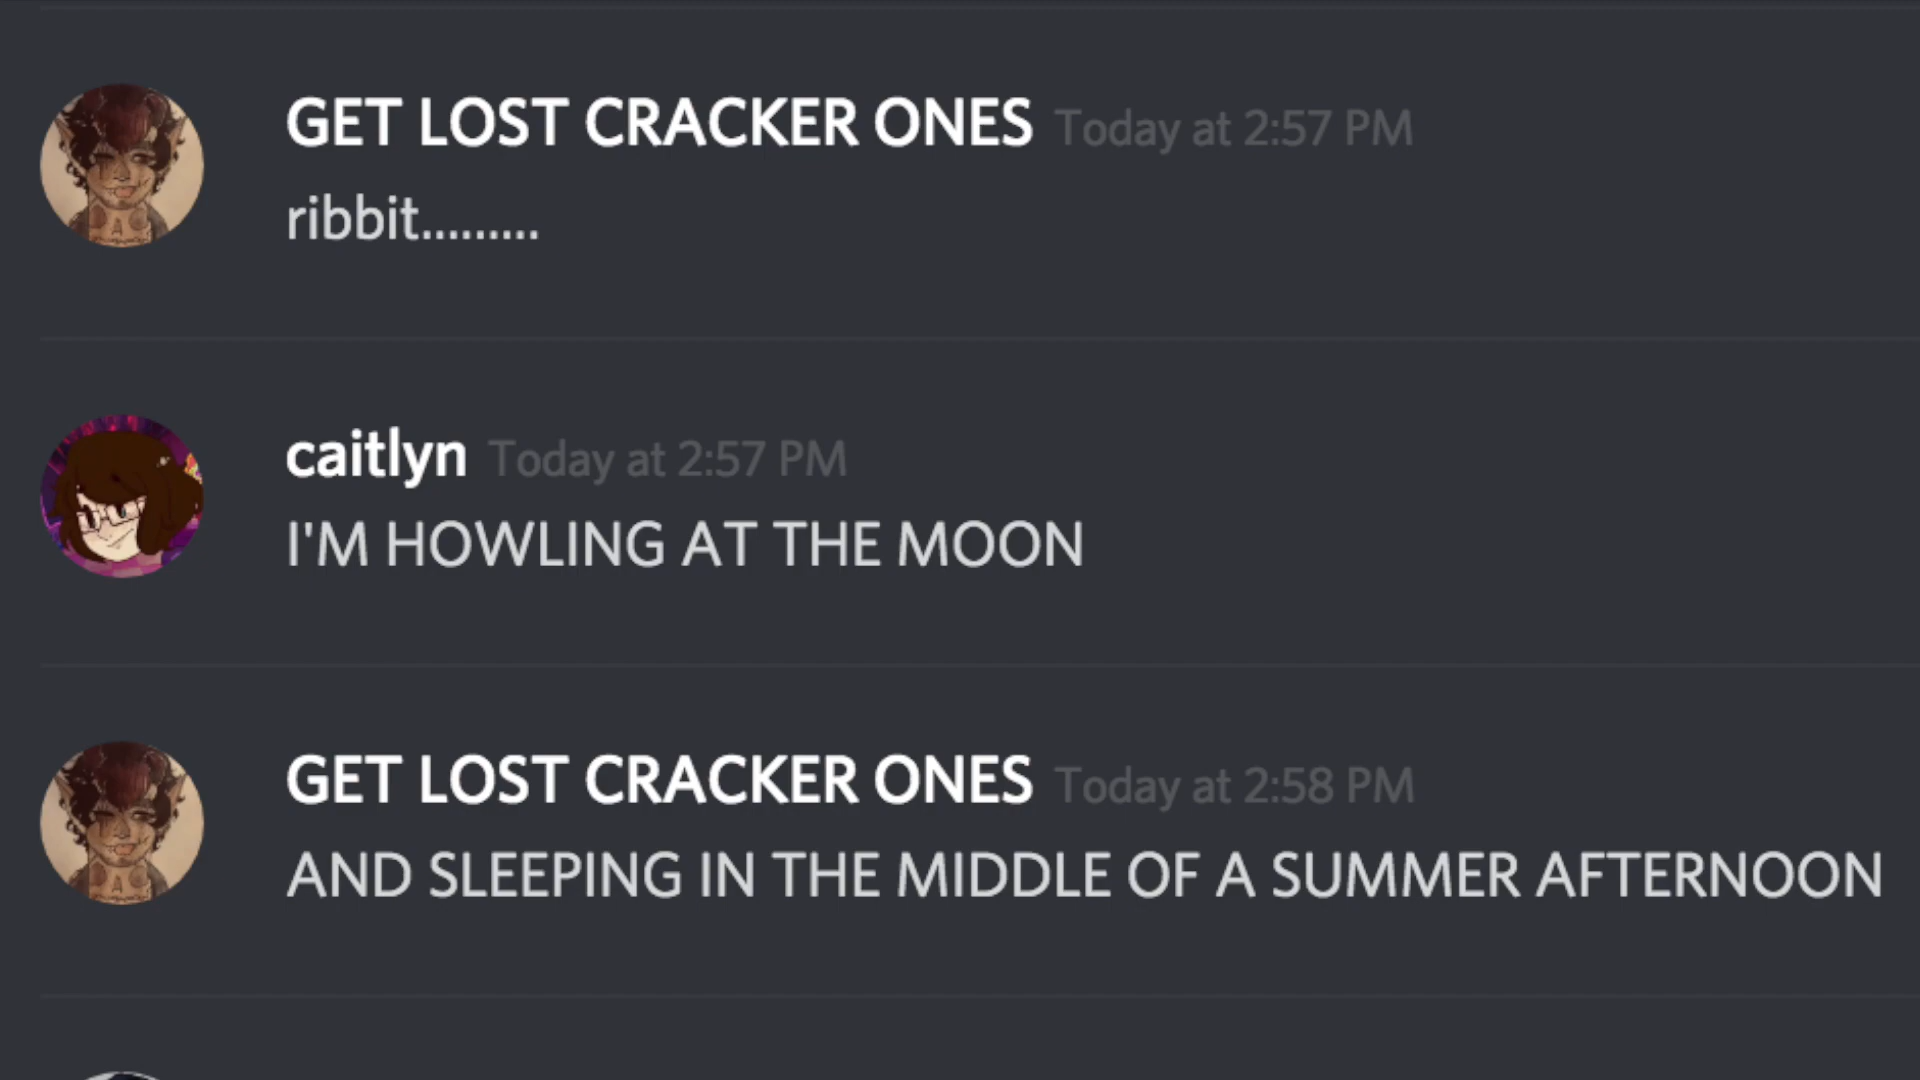 GET LOST CRACKER ONES Today at 2:57 PM
ribbit.........
caitlyn Today at 2:57 PM
I'M HOWLING AT THE MOON
GET LOST CRACKER ONES Today at 2:58 PM
AND SLEEPING IN THE MIDDLE OF A SUMMER AFTERNOON